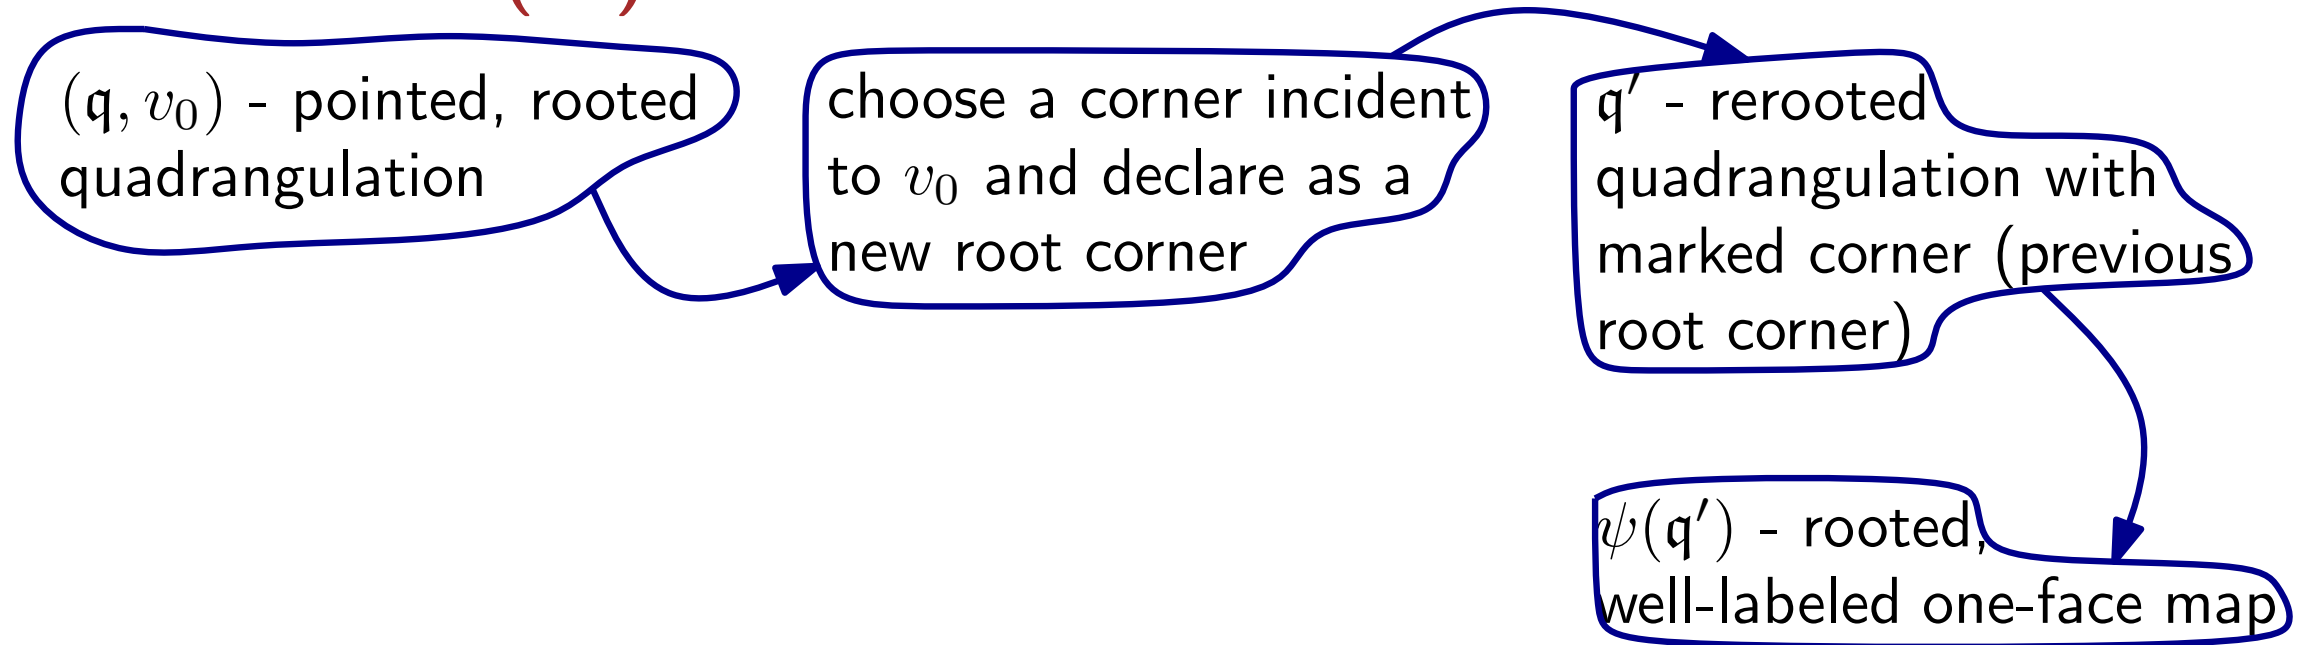 (𝔮, v₀) - pointed, rooted
quadrangulation
choose a corner incident
to v₀ and declare as a
new root corner
𝔮′ - rerooted
quadrangulation with
marked corner (previous
root corner)
ψ(𝔮′) - rooted,
well-labeled one-face map